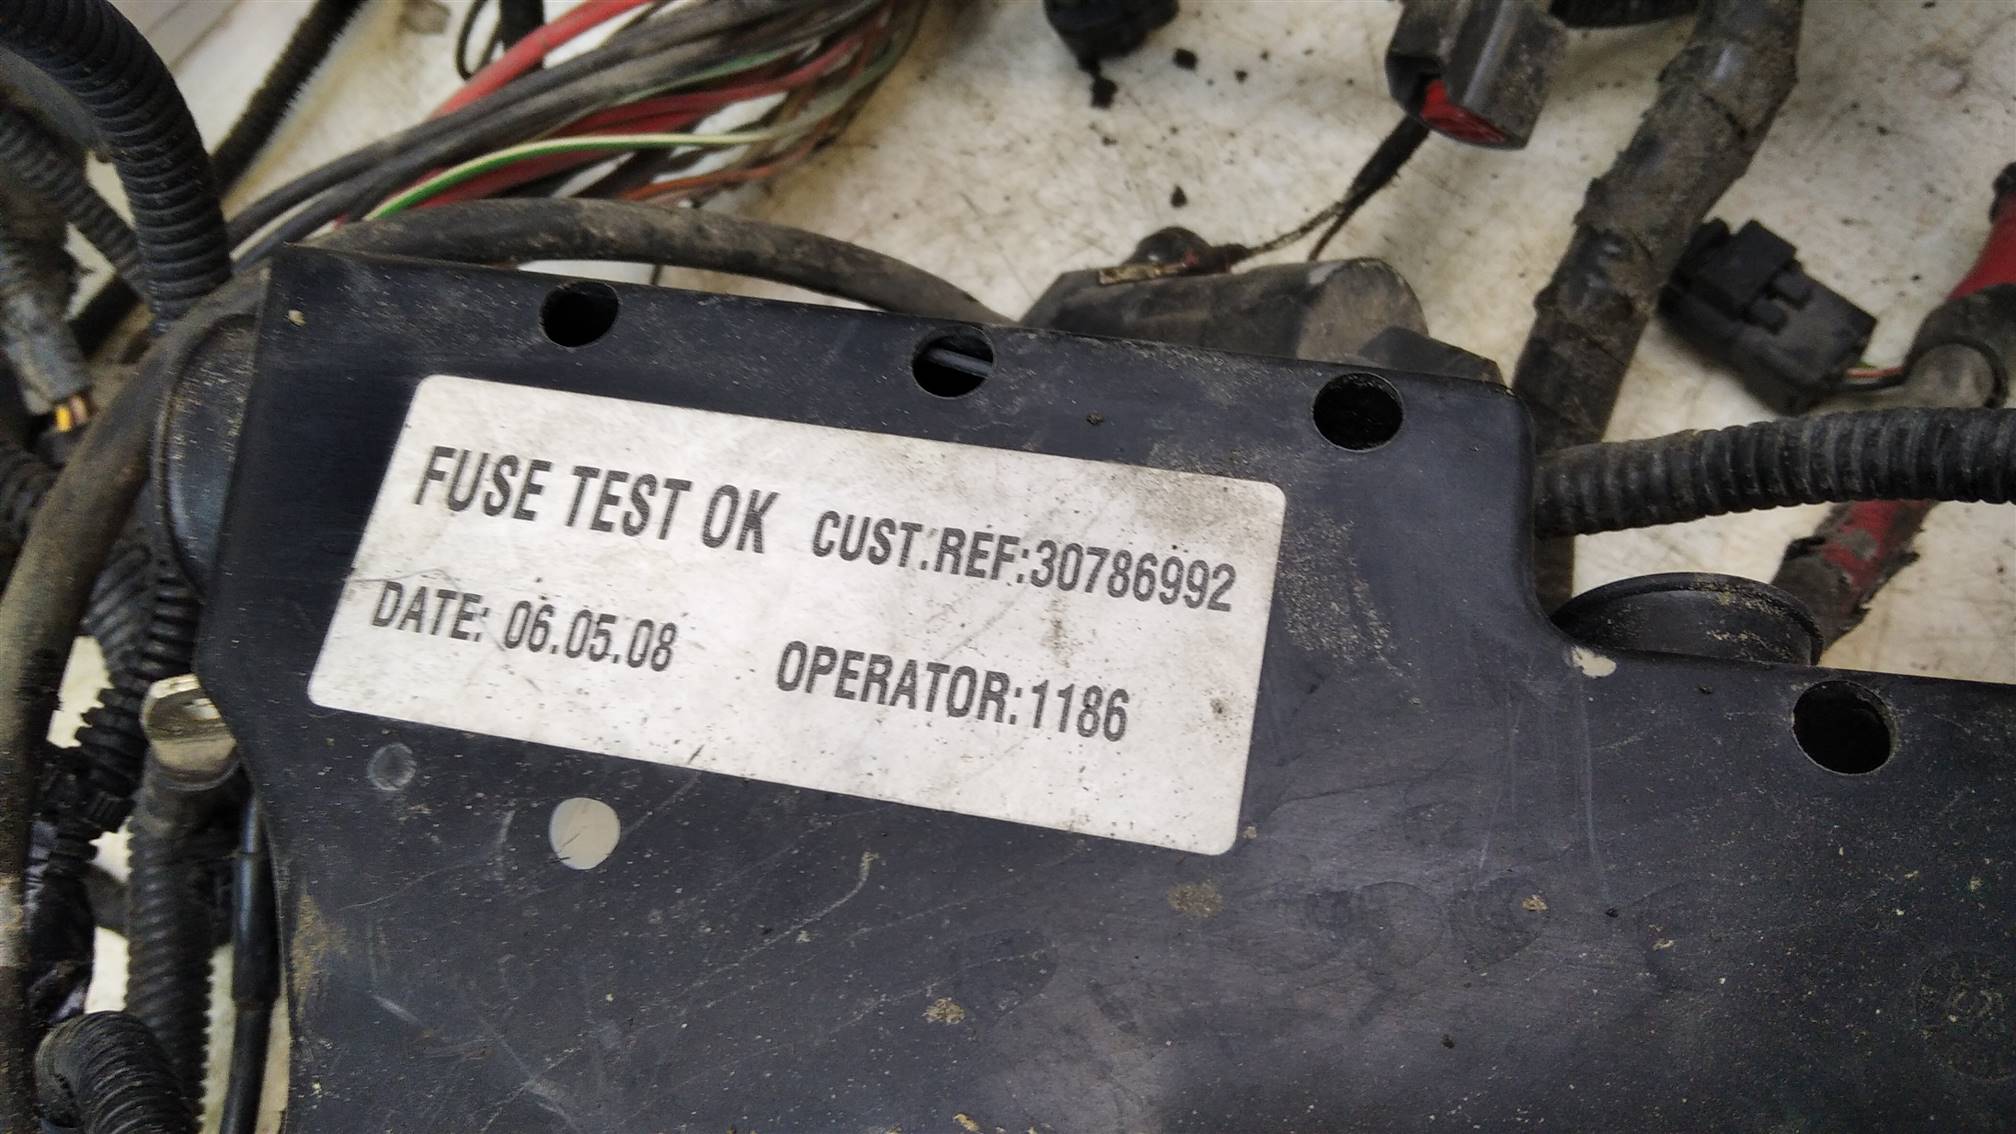 FUSE TEST OK CUST.REF:30786992
DATE: 06.05.08 OPERATOR:1186